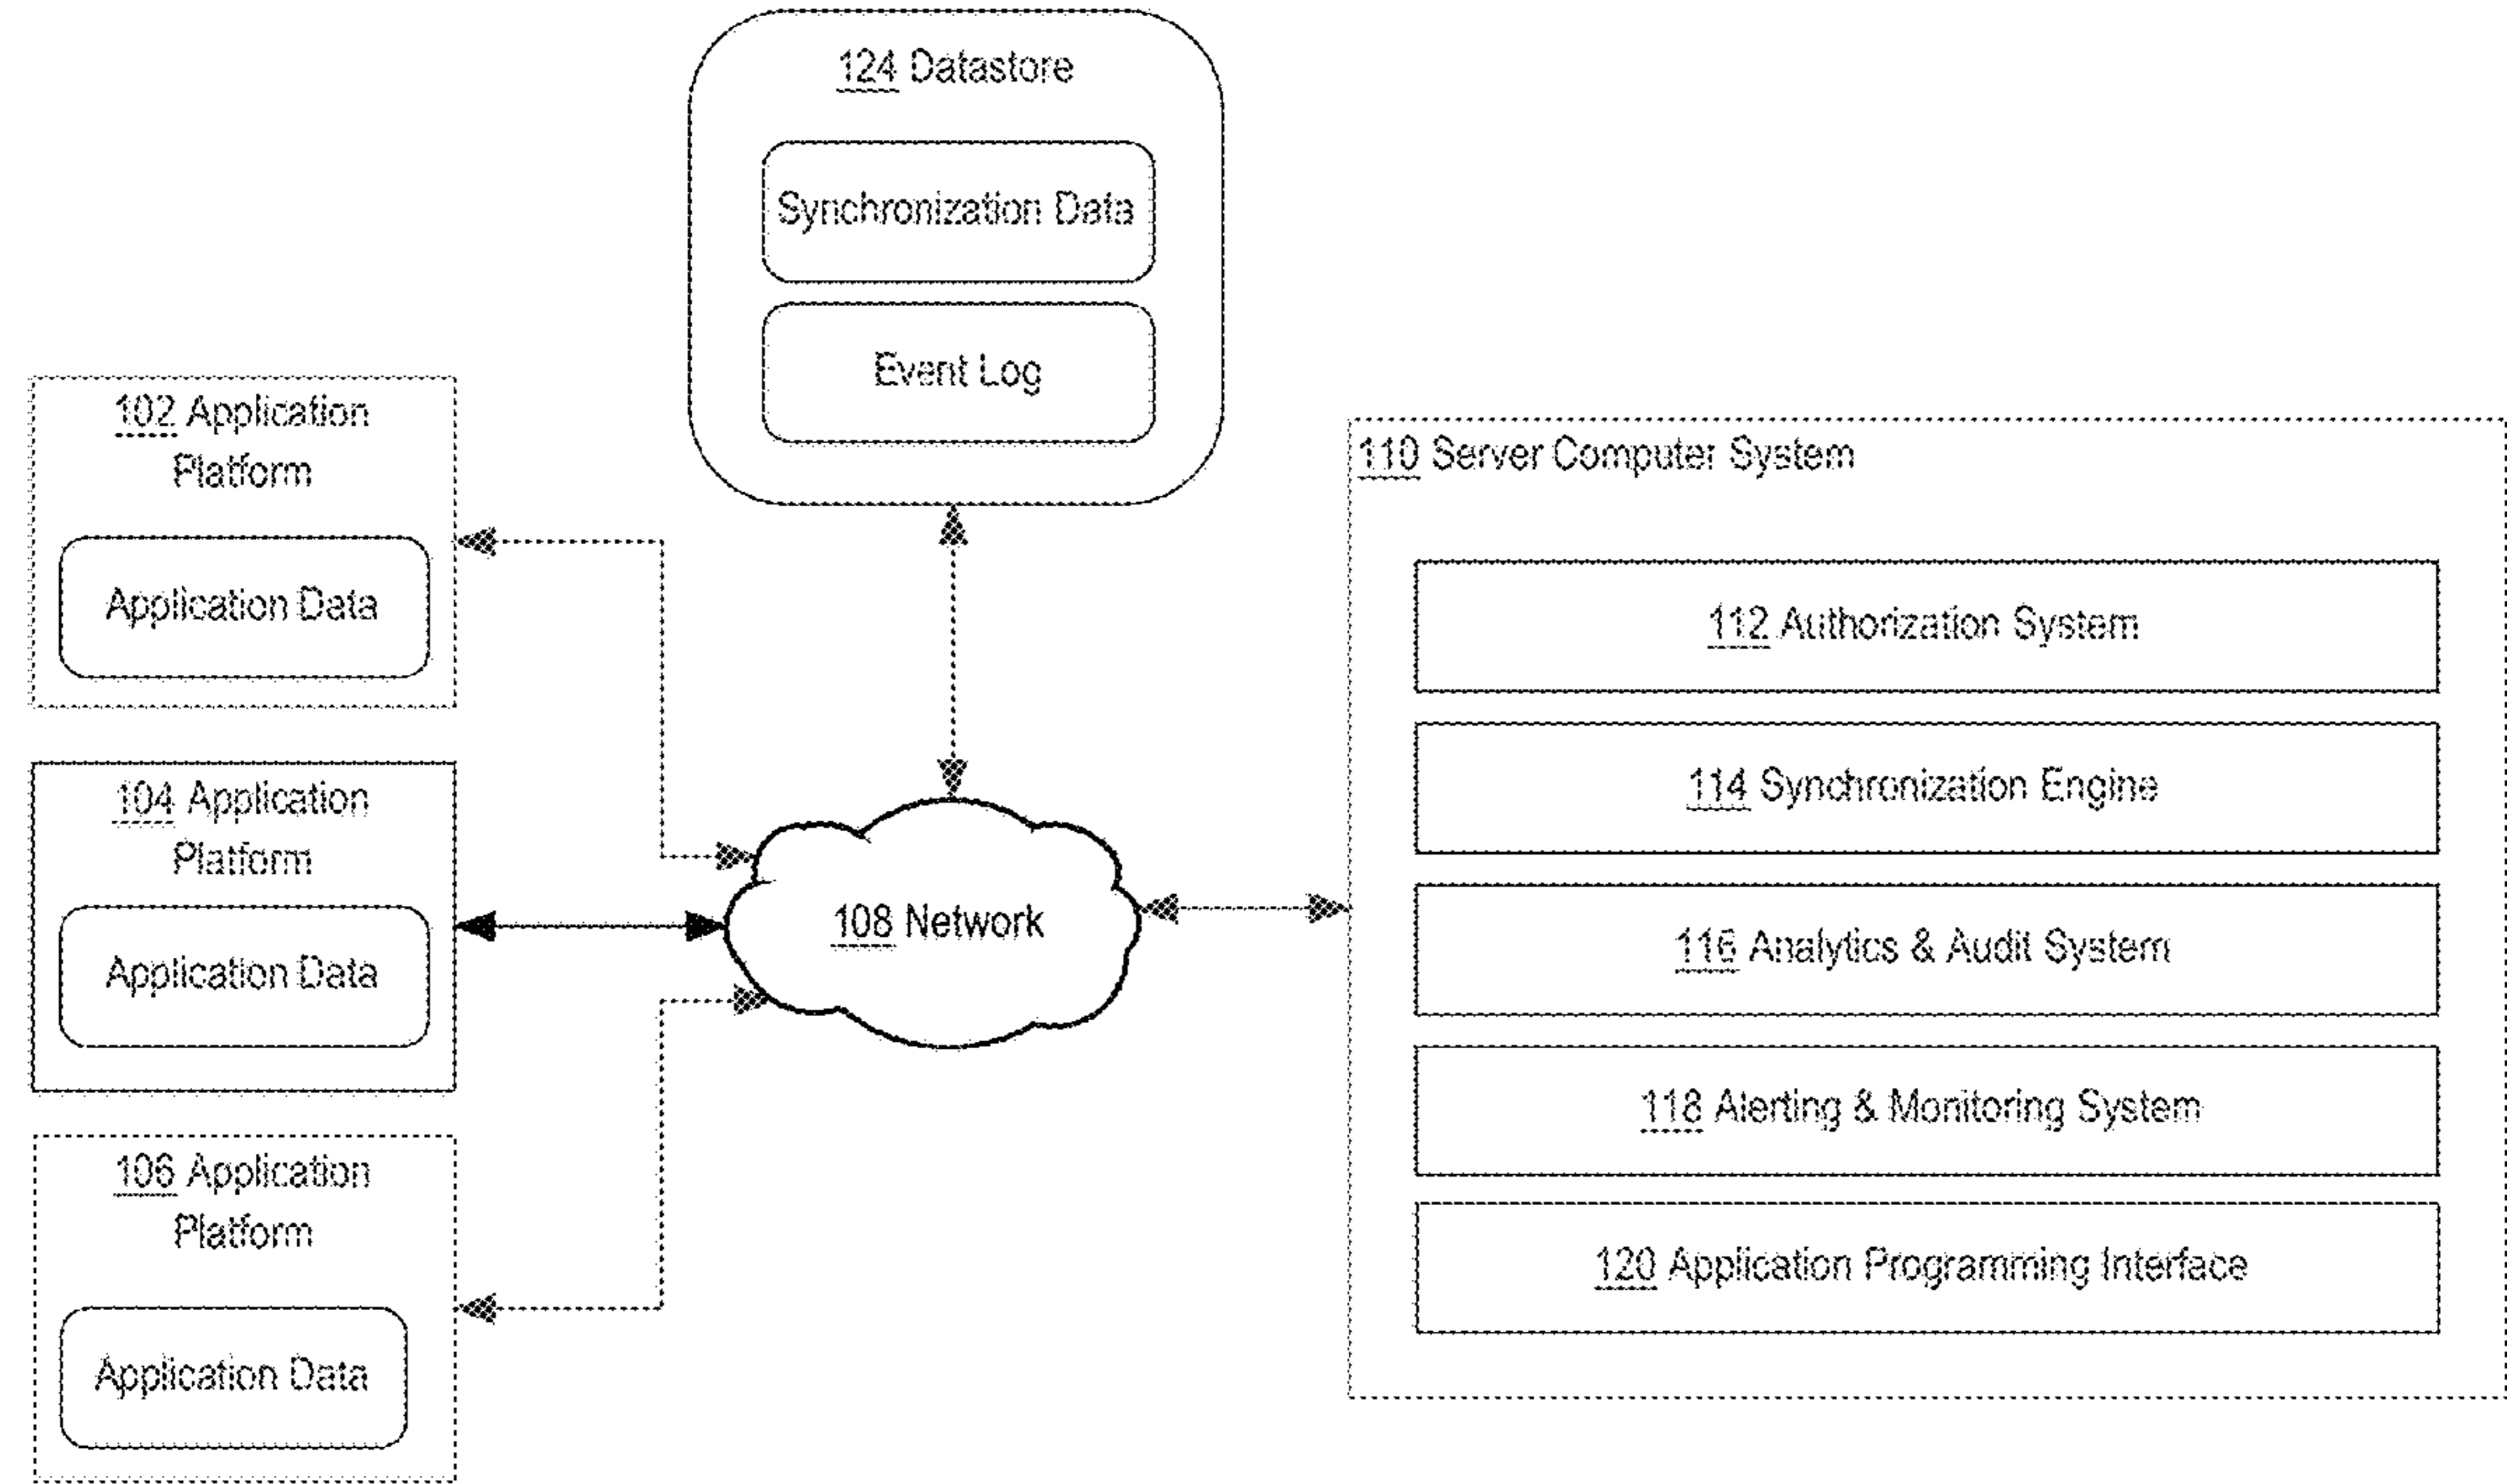 124 Datastore
Synchronization Data
Event Log
102 Application
Platform
Application Data
104 Application
Platform
Application Data
106 Application
Platform
Application Data
108 Network
110 Server Computer System
112 Authorization System
114 Synchronization Engine
116 Analytics & Audit System
118 Alerting & Monitoring System
120 Application Programming Interface